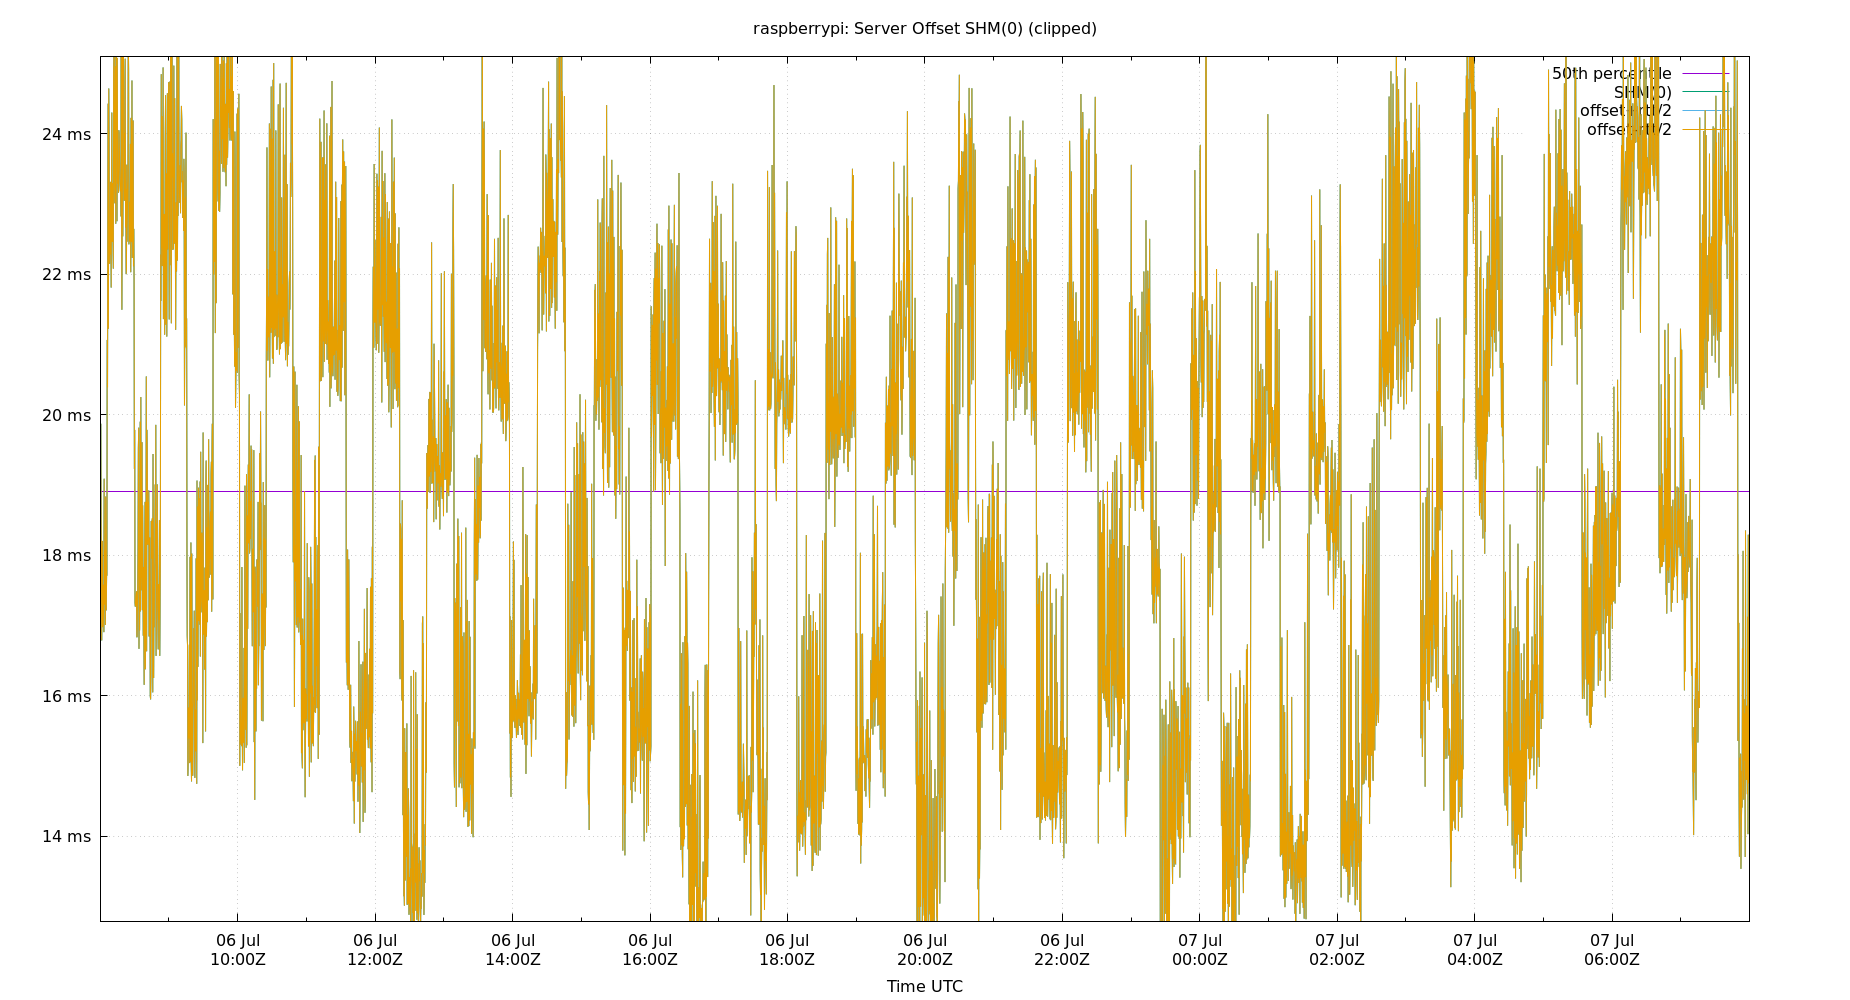 raspberrypi: Server Offset SHM(0) (clipped)
50th percentile
SHM(0)
offset+rtt/2
offset-rtt/2
24 ms
22 ms
20 ms
18 ms
16 ms
14 ms
06 Jul 06 Jul 06 Jul 06 Jul 06 Jul 06 Jul 06 Jul 07 Jul 07 Jul 07 Jul 07 Jul
10:00Z 12:00Z 14:00Z 16:00Z 18:00Z 20:00Z 22:00Z 00:00Z 02:00Z 04:00Z 06:00Z
Time UTC